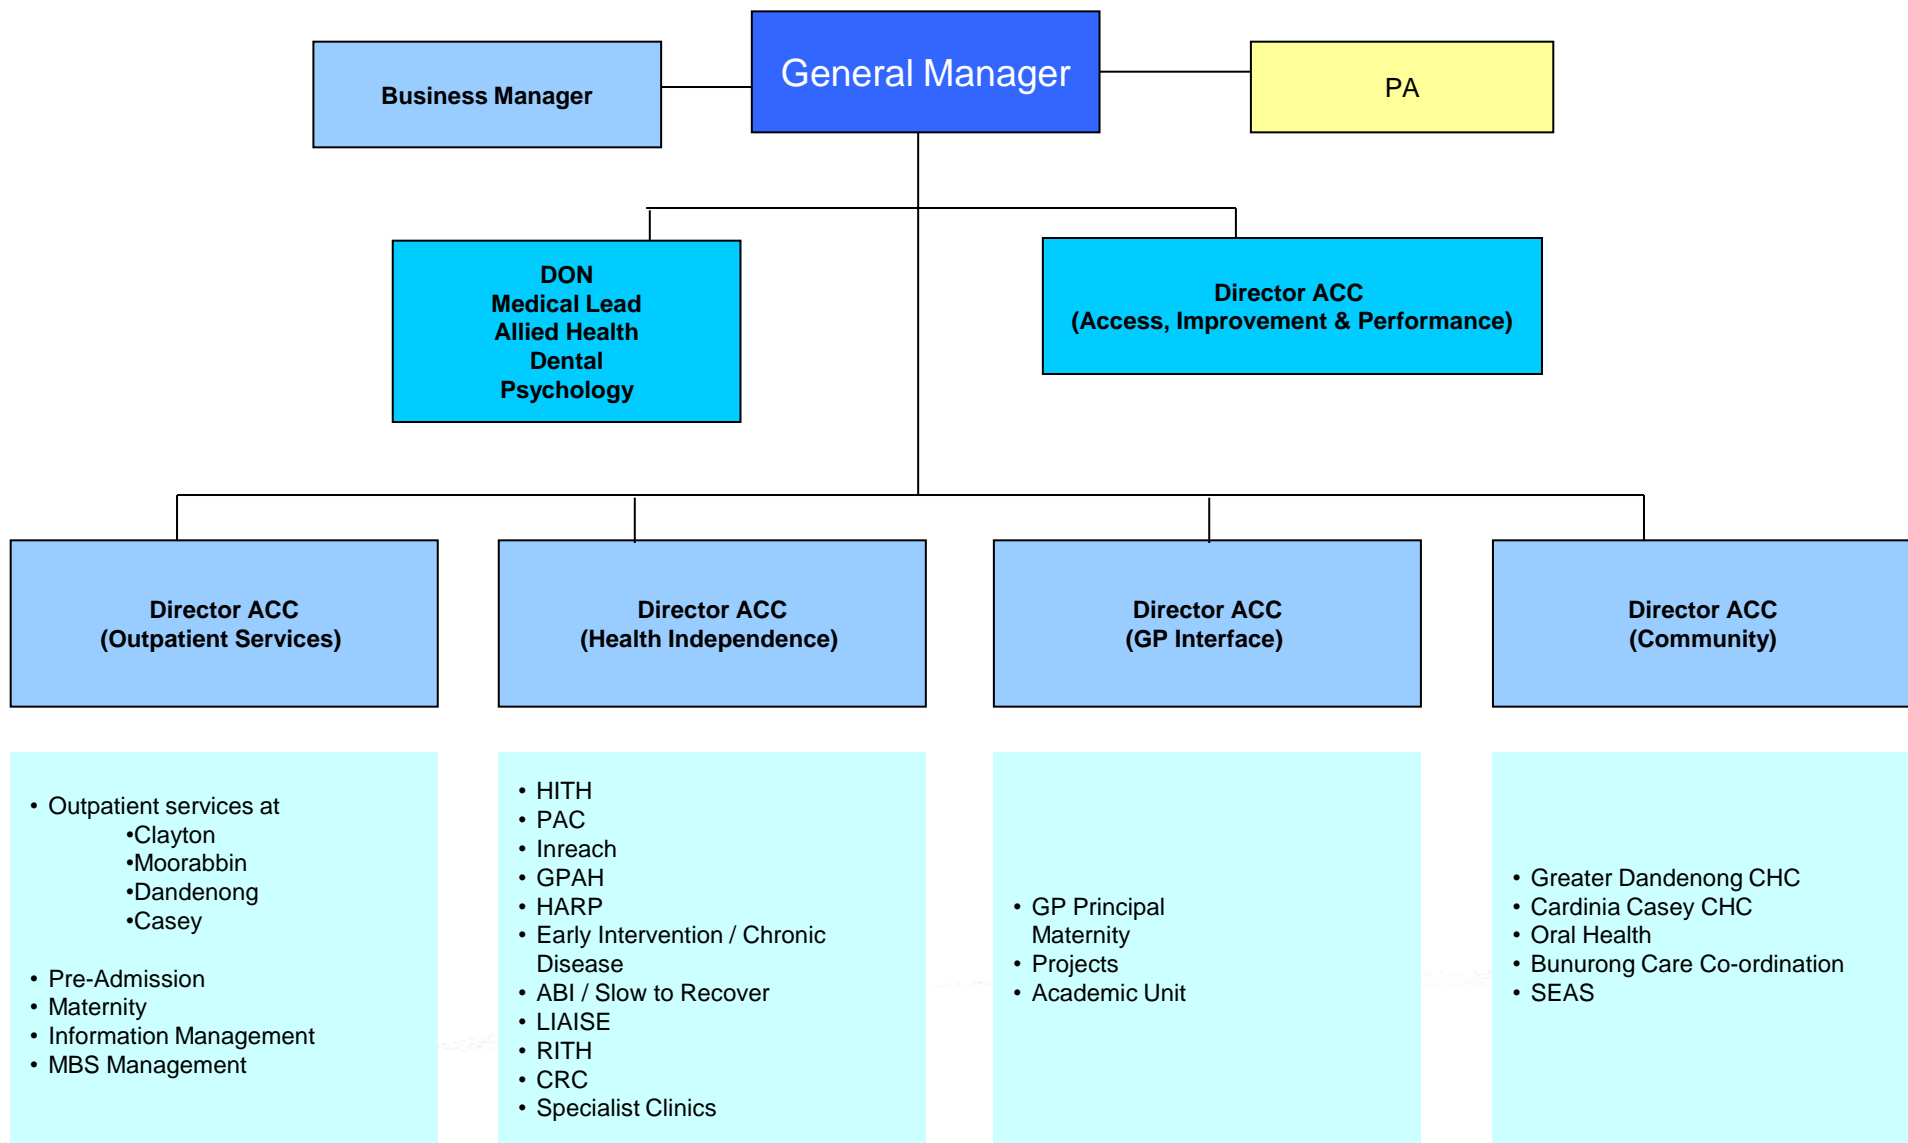 General Manager
Business Manager
PA
DON
Medical Lead
Allied Health
Dental
Psychology
Director ACC
(Access, Improvement & Performance)
Director ACC
(Outpatient Services)
Director ACC
(Health Independence)
Director ACC
(GP Interface)
Director ACC
(Community)
• Outpatient services at
•Clayton
•Moorabbin
•Dandenong
•Casey
• Pre-Admission
• Maternity
• Information Management
• MBS Management
• HITH
• PAC
• Inreach
• GPAH
• HARP
• Early Intervention / Chronic
Disease
• ABI / Slow to Recover
• LIAISE
• RITH
• CRC
• Specialist Clinics
• GP Principal
Maternity
• Projects
• Academic Unit
• Greater Dandenong CHC
• Cardinia Casey CHC
• Oral Health
• Bunurong Care Co-ordination
• SEAS